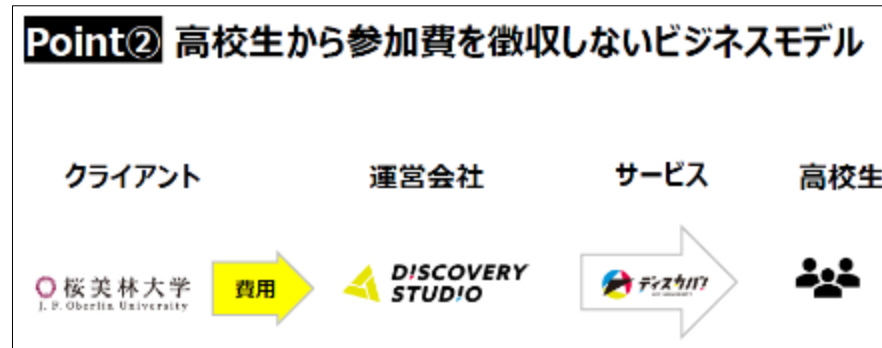 Point② 高校生から参加費を徴収しないビジネスモデル
クライアント 運営会社 サービス 高校生
桜美林大学 費用 D!SCOVERY ディスカバ!
J. F. Oberlin University STUD!O